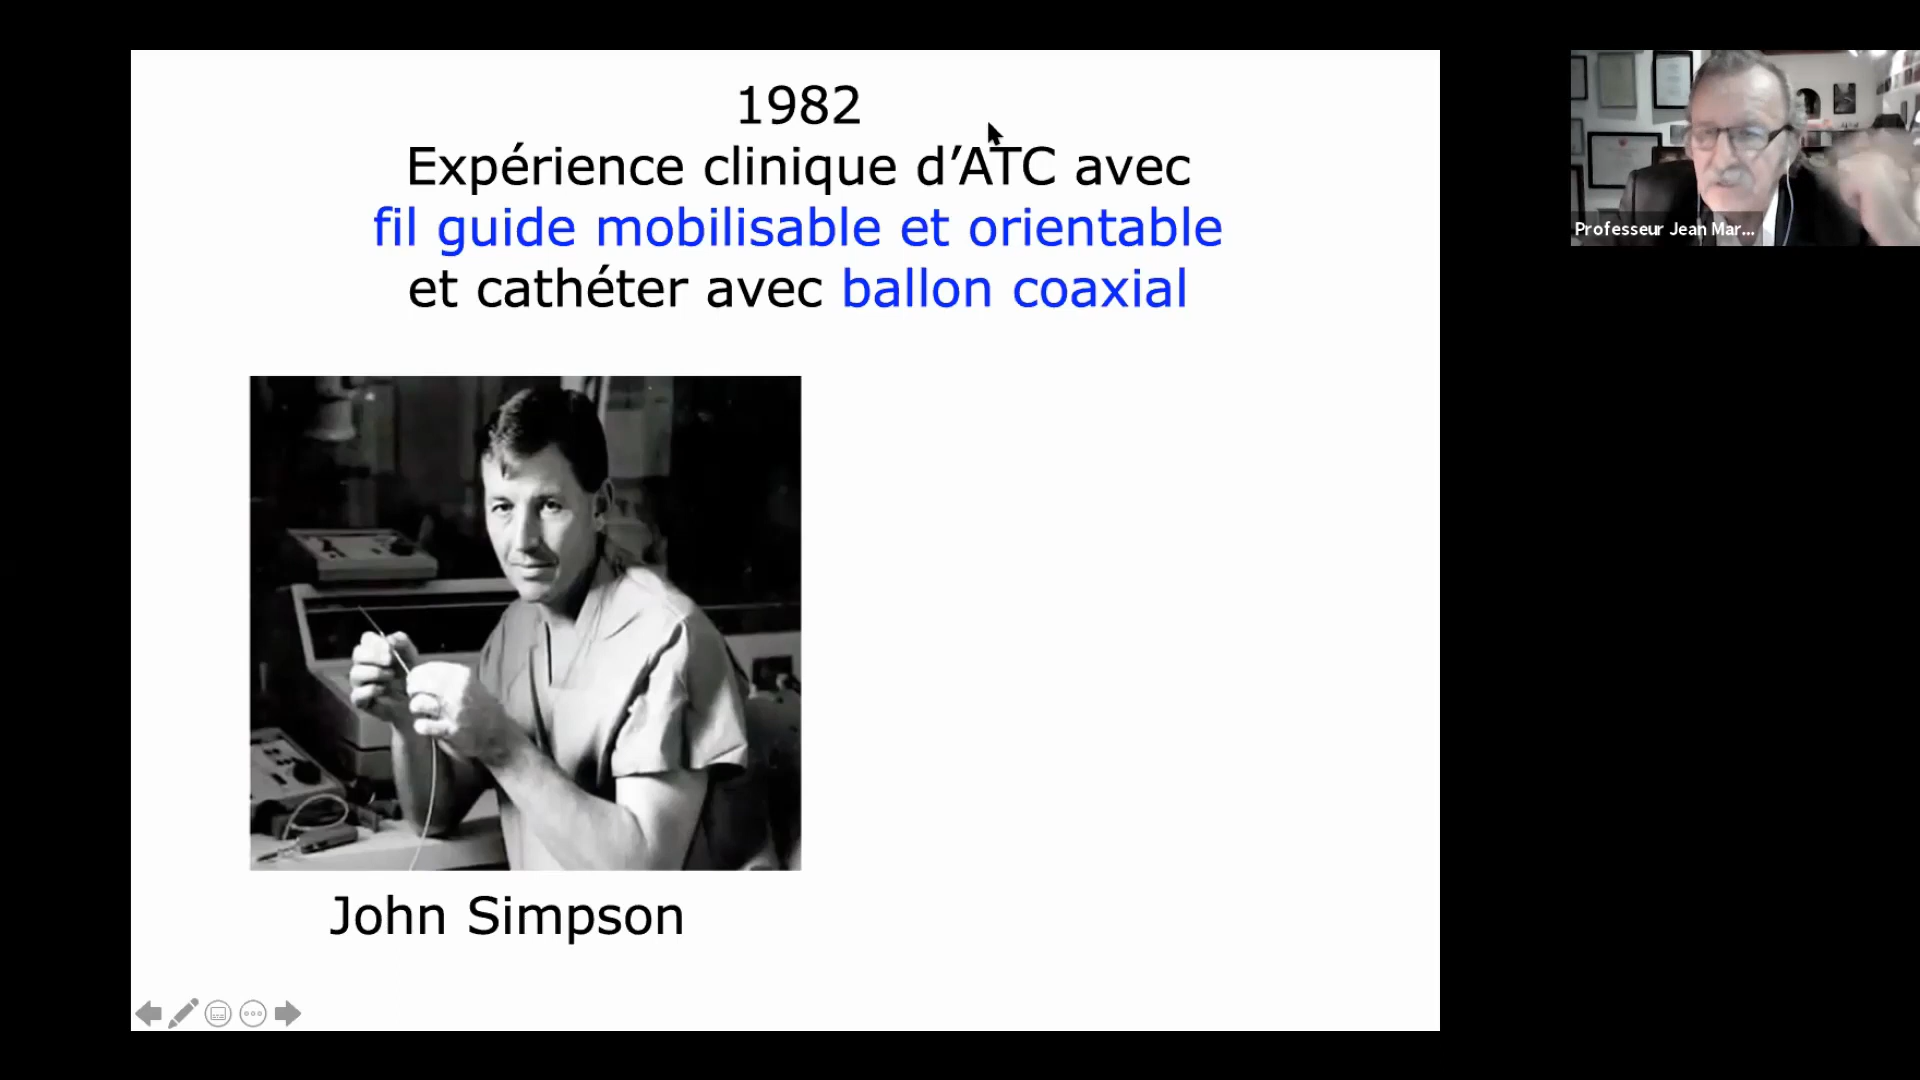 1982
Expérience clinique d’ATC avec
fil guide mobilisable et orientable
et cathéter avec ballon coaxial
John Simpson
Professeur Jean Mar...